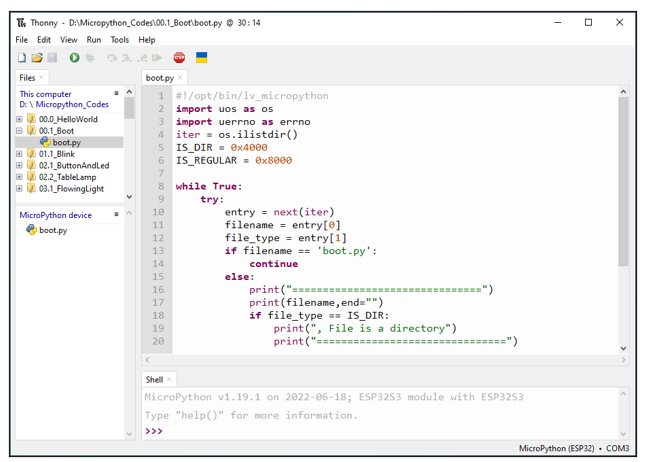 Thonny - D:\Micropython_Codes\00.1_Boot\boot.py @ 30 : 14
File Edit View Run Tools Help
STOP
Files ×
This computer
D: \ Micropython_Codes
00.0_HelloWorld
00.1_Boot
boot.py
01.1_Blink
02.1_ButtonAndLed
02.2_TableLamp
03.1_FlowingLight
MicroPython device
boot.py
boot.py ×
1 #!/opt/bin/lv_micropython
2 import uos as os
3 import uerrno as errno
4 iter = os.ilistdir()
5 IS_DIR = 0x4000
6 IS_REGULAR = 0x8000
7
8 while True:
9     try:
10         entry = next(iter)
11         filename = entry[0]
12         file_type = entry[1]
13         if filename == 'boot.py':
14             continue
15         else:
16             print("===============================")
17             print(filename,end="")
18             if file_type == IS_DIR:
19                 print(", File is a directory")
20                 print("===============================")
Shell ×
MicroPython v1.19.1 on 2022-06-18; ESP32S3 module with ESP32S3
Type "help()" for more information.
>>>
MicroPython (ESP32) • COM3